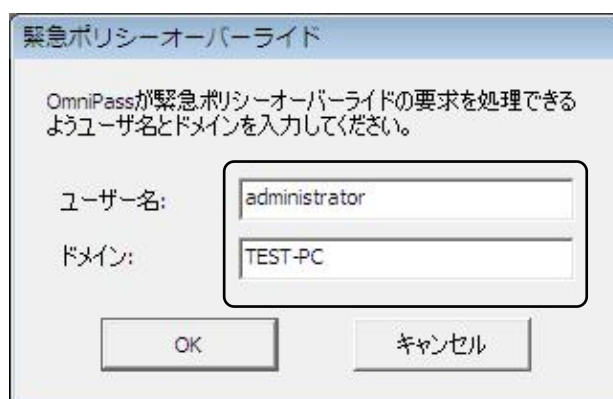 緊急ポリシーオーバーライド
OmniPassが緊急ポリシーオーバーライドの要求を処理できる
ようユーザ名とドメインを入力してください。
ユーザー名: administrator
ドメイン: TEST-PC
OK キャンセル